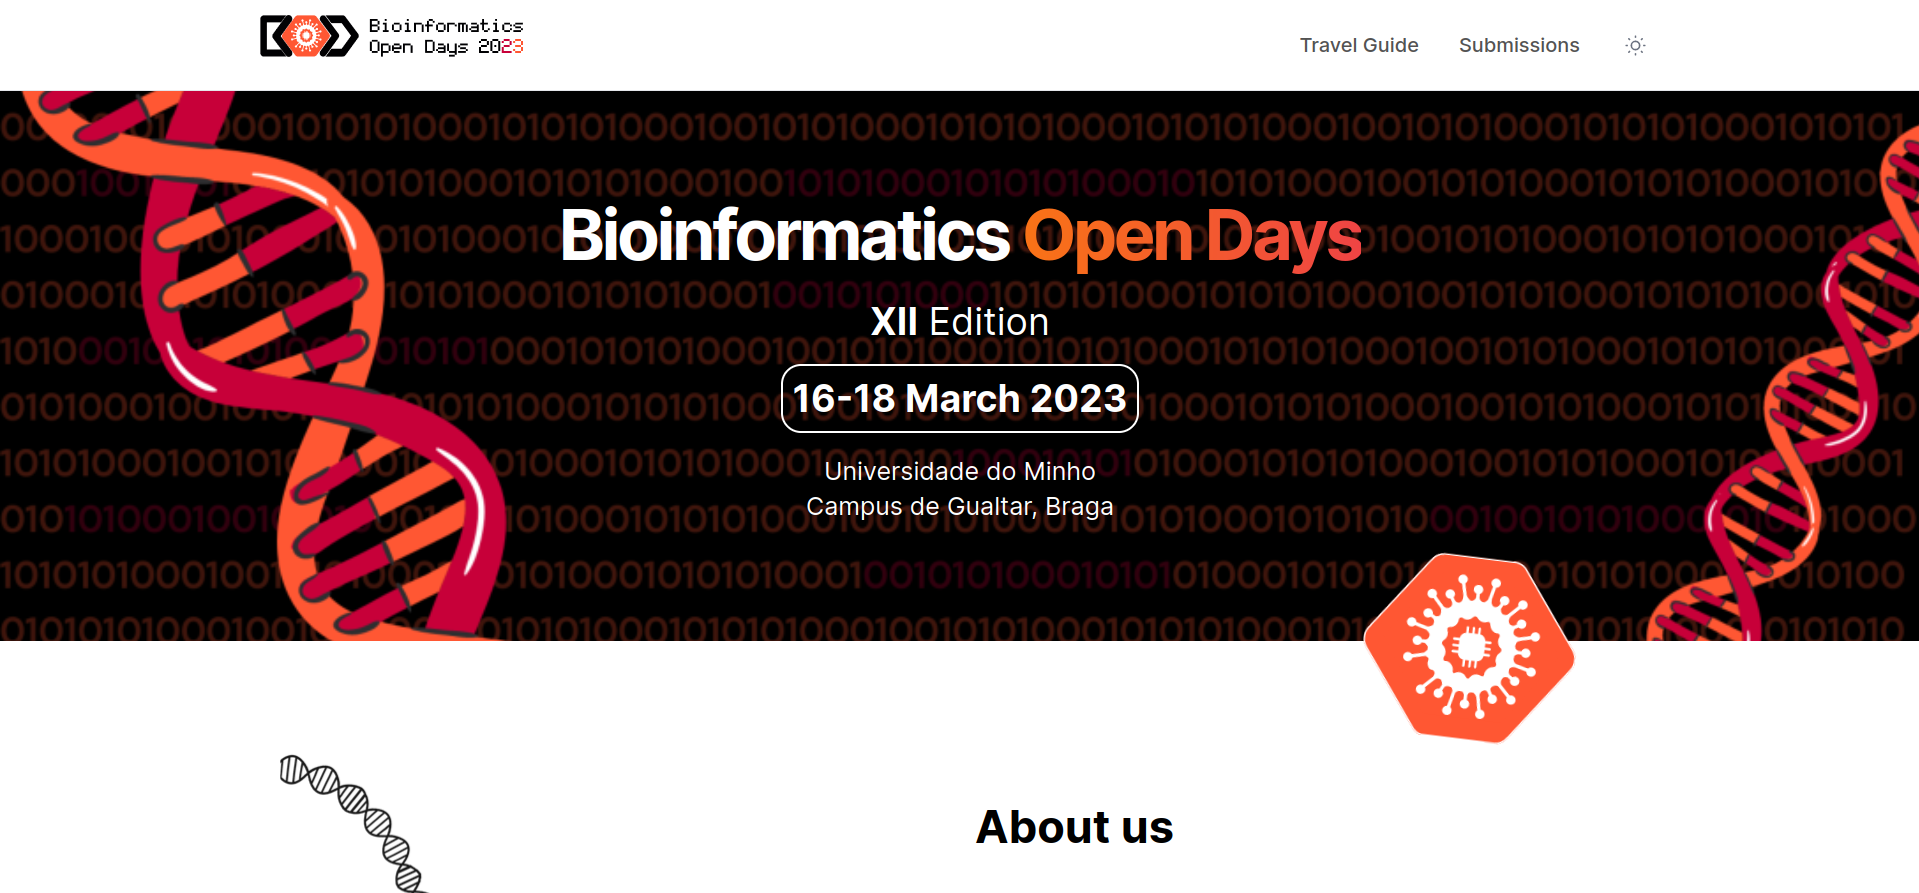 Bioinformatics
Open Days 2023
Travel Guide
Submissions
Bioinformatics Open Days
XII Edition
16-18 March 2023
Universidade do Minho
Campus de Gualtar, Braga
About us